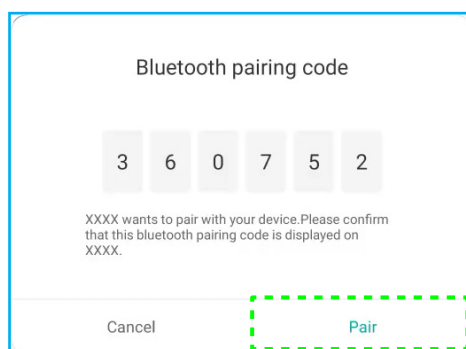 Bluetooth pairing code
3 6 0 7 5 2
XXXX wants to pair with your device.Please confirm
that this bluetooth pairing code is displayed on
XXXX.
Cancel Pair